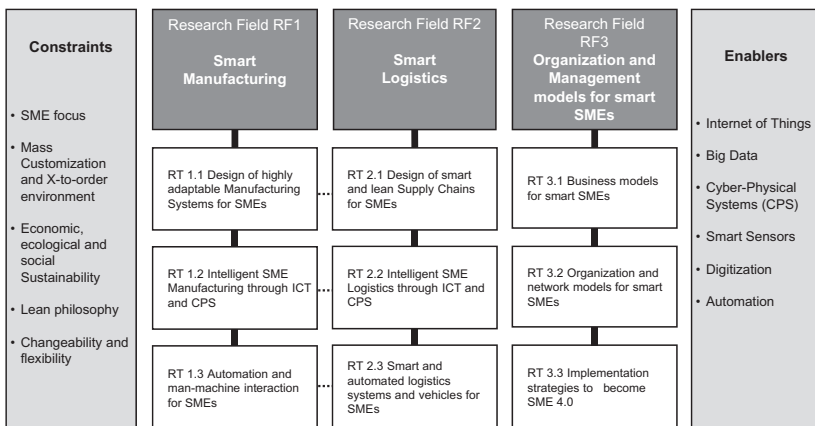 Constraints
• SME focus
• Mass
Customization
and X-to-order
environment
• Economic,
ecological and
social
Sustainability
• Lean philosophy
• Changeability and
flexibility
Research Field RF1
Smart
Manufacturing
RT 1.1 Design of highly
adaptable Manufacturing
Systems for SMEs
RT 1.2 Intelligent SME
Manufacturing through ICT
and CPS
RT 1.3 Automation and
man-machine interaction
for SMEs
Research Field RF2
Smart
Logistics
RT 2.1 Design of smart
and lean Supply Chains
for SMEs
RT 2.2 Intelligent SME
Logistics through ICT and
CPS
RT 2.3 Smart and
automated logistics
systems and vehicles for
SMEs
Research Field
RF3
Organization and
Management
models for smart
SMEs
RT 3.1 Business models
for smart SMEs
RT 3.2 Organization and
network models for smart
SMEs
RT 3.3 Implementation
strategies to become
SME 4.0
Enablers
• Internet of Things
• Big Data
• Cyber-Physical
Systems (CPS)
• Smart Sensors
• Digitization
• Automation